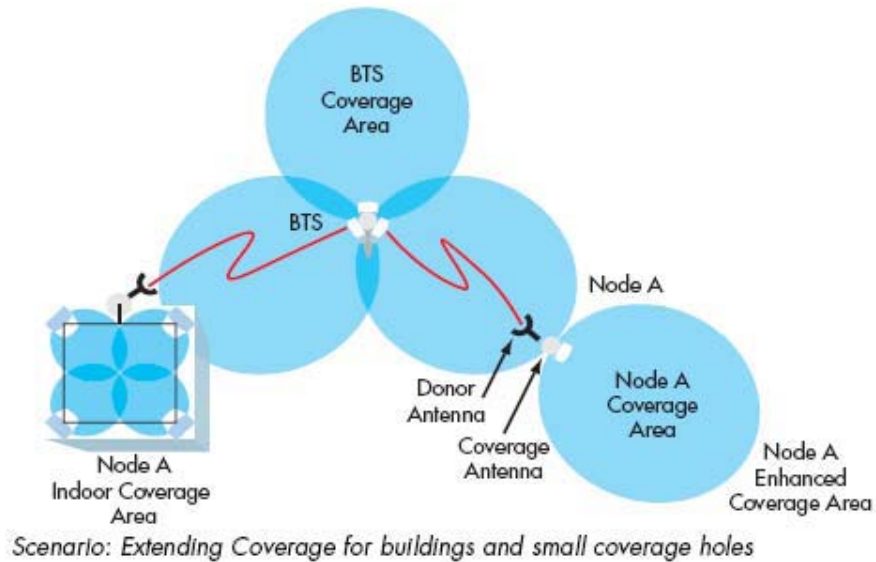 BTS
Coverage
Area
BTS
Node A
Donor
Antenna
Node A
Coverage
Area
Coverage
Antenna
Node A
Indoor Coverage
Area
Node A
Enhanced
Coverage Area
Scenario: Extending Coverage for buildings and small coverage holes